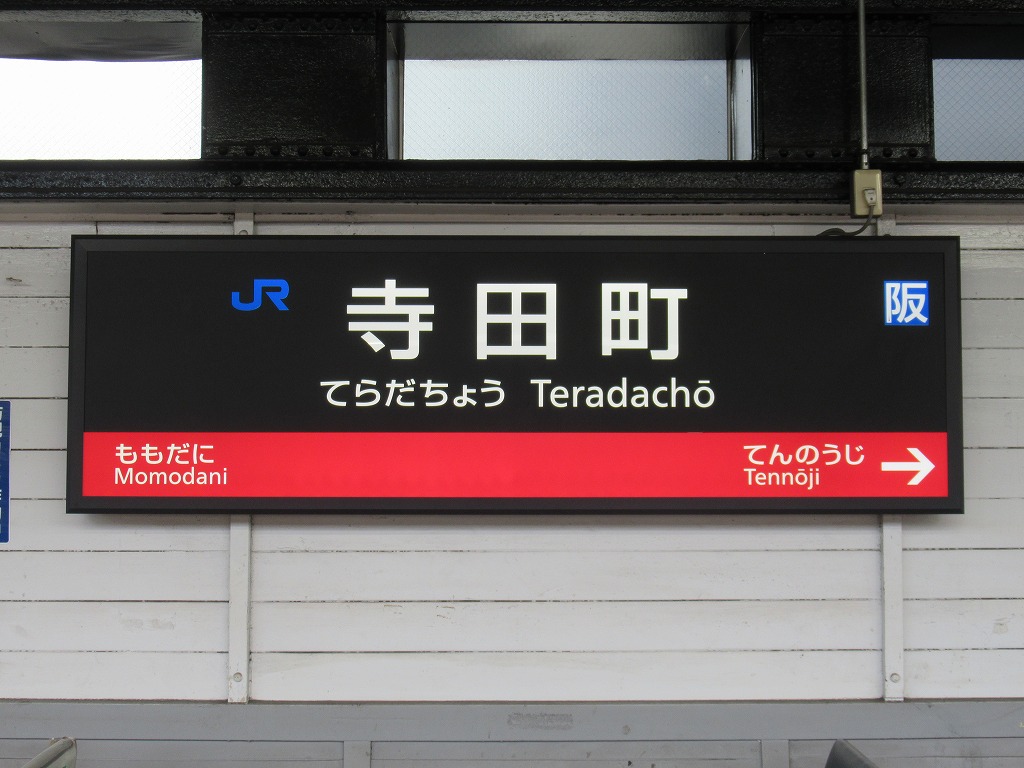 JR
寺田町
阪
てらだちょう Teradachō
ももだに
Momodani
てんのうじ
Tennōji